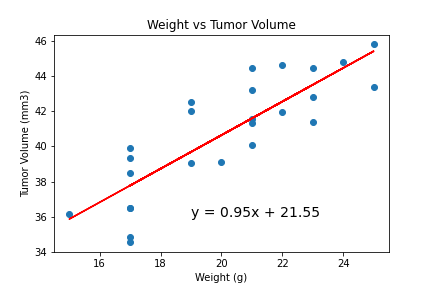 Weight vs Tumor Volume
46
44
42
40
38
36
34
Tumor Volume (mm3)
y = 0.95x + 21.55
16 18 20 22 24
Weight (g)